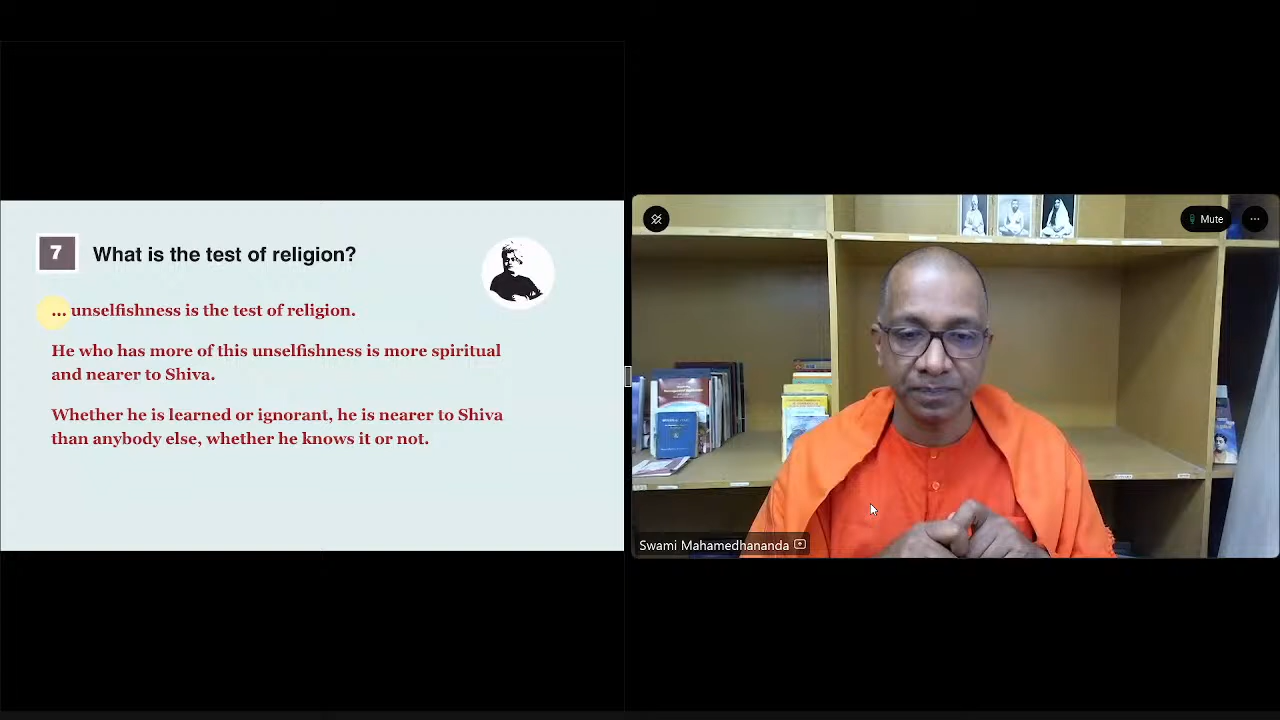 7
What is the test of religion?
... unselfishness is the test of religion.
He who has more of this unselfishness is more spiritual
and nearer to Shiva.
Whether he is learned or ignorant, he is nearer to Shiva
than anybody else, whether he knows it or not.
Mute
Swami Mahamedhananda